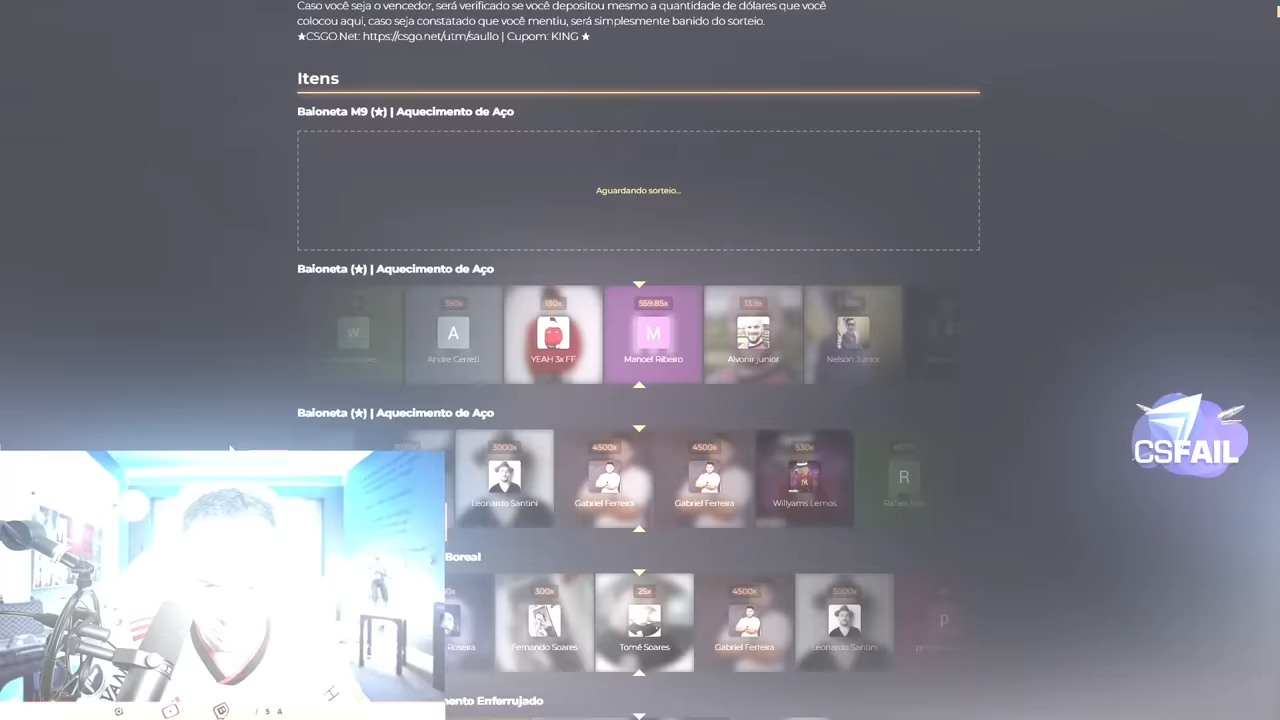 Caso você seja o vencedor, será verificado se você depositou mesmo a quantidade de dólares que você
colocou aqui, caso seja constatado que você mentiu, será simplesmente banido do sorteio.
★CSGO.Net: https://csgo.net/utm/saullo | Cupom: KING ★
Itens
Baioneta M9 (★) | Aquecimento de Aço
Aguardando sorteio...
Baioneta (★) | Aquecimento de Aço
380x 130x 559.85x 13.9x
W A M
Andre Cerreti YEAH 3x FF Manoel Ribeiro Alvonir junior Nelson Junior
Baioneta (★) | Aquecimento de Aço
3000x 4500x 4500x 530x
R
Leonardo Santini Gabriel Ferreira Gabriel Ferreira Willyams Lemos
CSFAIL
Boreal
300x 25x 4500x 3000x
P
Roseira Fernando Soares Tomé Soares Gabriel Ferreira Leonardo Santini
/ S A
mento Enferrujado